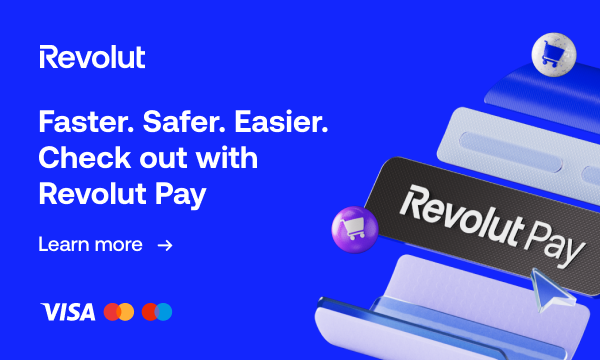 Revolut
Faster. Safer. Easier.
Check out with
Revolut Pay
Learn more →
VISA
Revolut Pay